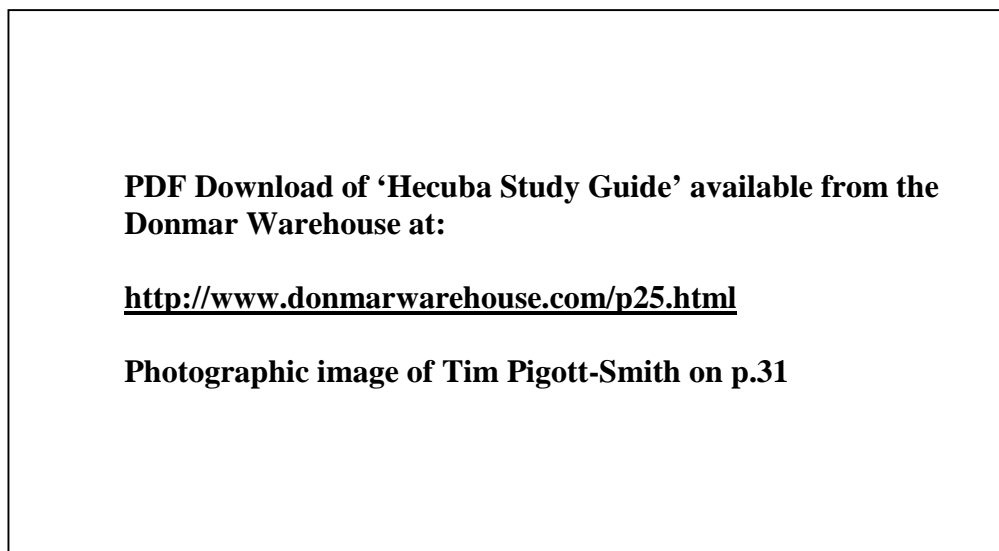 PDF Download of ‘Hecuba Study Guide’ available from the
Donmar Warehouse at:
http://www.donmarwarehouse.com/p25.html
Photographic image of Tim Pigott-Smith on p.31